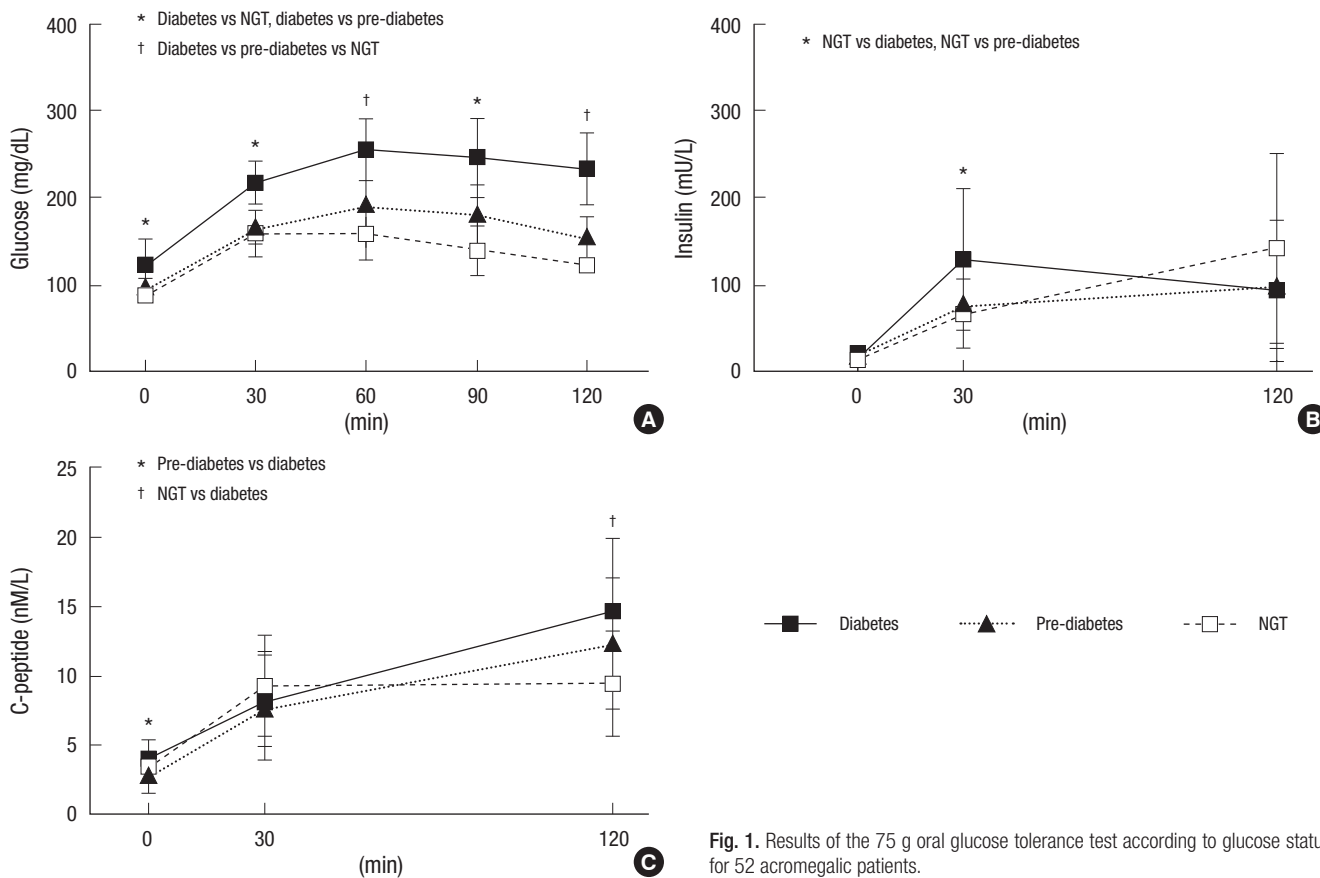 * Diabetes vs NGT, diabetes vs pre-diabetes
† Diabetes vs pre-diabetes vs NGT
Glucose (mg/dL)
400
300
200
100
0
*
*
†
*
†
0 30 60 90 120
(min)
A
* NGT vs diabetes, NGT vs pre-diabetes
Insulin (mU/L)
400
300
200
100
0
*
0 30 120
(min)
B
* Pre-diabetes vs diabetes
† NGT vs diabetes
C-peptide (nM/L)
25
20
15
10
5
0
*
†
0 30 120
(min)
C
Diabetes Pre-diabetes NGT
Fig. 1. Results of the 75 g oral glucose tolerance test according to glucose statu
for 52 acromegalic patients.